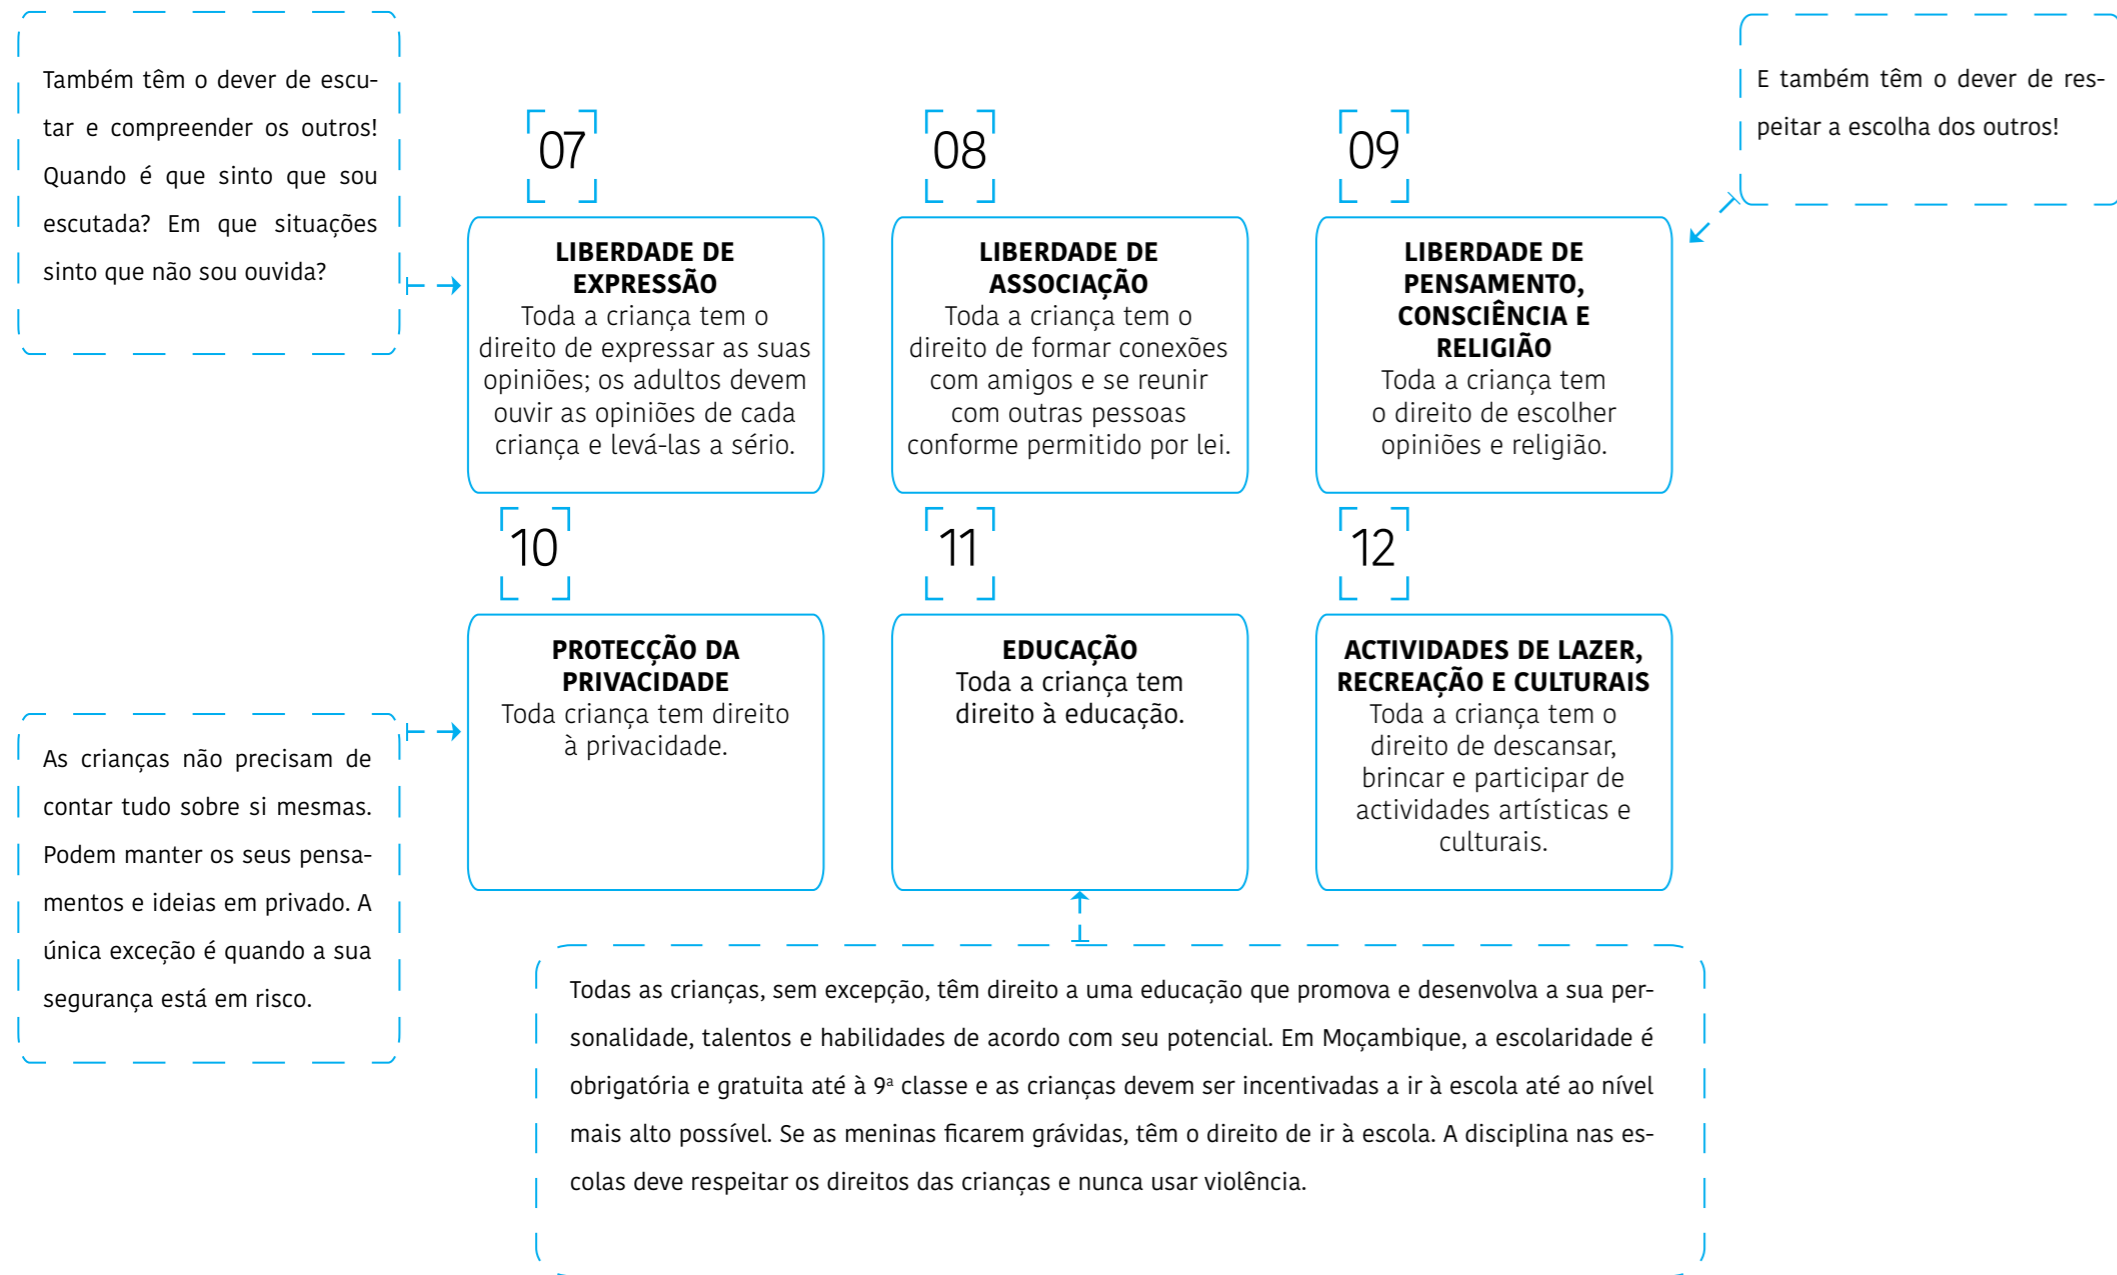 Também têm o dever de escu-
tar e compreender os outros!
Quando é que sinto que sou
escutada? Em que situações
sinto que não sou ouvida?
07
LIBERDADE DE
EXPRESSÃO
Toda a criança tem o
direito de expressar as suas
opiniões; os adultos devem
ouvir as opiniões de cada
criança e levá-las a sério.
08
LIBERDADE DE
ASSOCIAÇÃO
Toda a criança tem o
direito de formar conexões
com amigos e se reunir
com outras pessoas
conforme permitido por lei.
09
LIBERDADE DE
PENSAMENTO,
CONSCIÊNCIA E
RELIGIÃO
Toda a criança tem
o direito de escolher
opiniões e religião.
E também têm o dever de res-
peitar a escolha dos outros!
As crianças não precisam de
contar tudo sobre si mesmas.
Podem manter os seus pensa-
mentos e ideias em privado. A
única exceção é quando a sua
segurança está em risco.
10
PROTECÇÃO DA
PRIVACIDADE
Toda criança tem direito
à privacidade.
11
EDUCAÇÃO
Toda a criança tem
direito à educação.
12
ACTIVIDADES DE LAZER,
RECREAÇÃO E CULTURAIS
Toda a criança tem o
direito de descansar,
brincar e participar de
actividades artísticas e
culturais.
Todas as crianças, sem excepção, têm direito a uma educação que promova e desenvolva a sua per-
sonalidade, talentos e habilidades de acordo com seu potencial. Em Moçambique, a escolaridade é
obrigatória e gratuita até à 9ª classe e as crianças devem ser incentivadas a ir à escola até ao nível
mais alto possível. Se as meninas ficarem grávidas, têm o direito de ir à escola. A disciplina nas es-
colas deve respeitar os direitos das crianças e nunca usar violência.